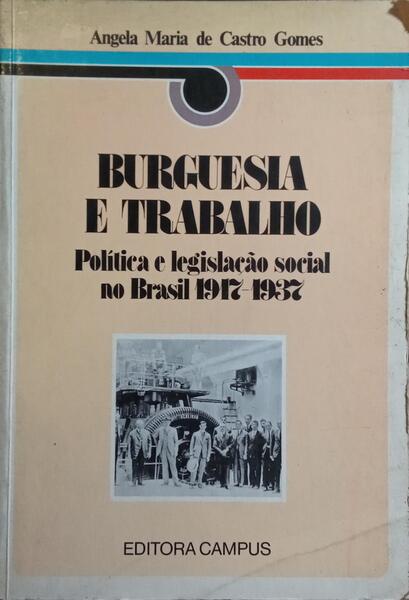 Angela Maria de Castro Gomes
BURGUESIA
E TRABALHO
Política e legislação social
no Brasil 1917-1937
EDITORA CAMPUS